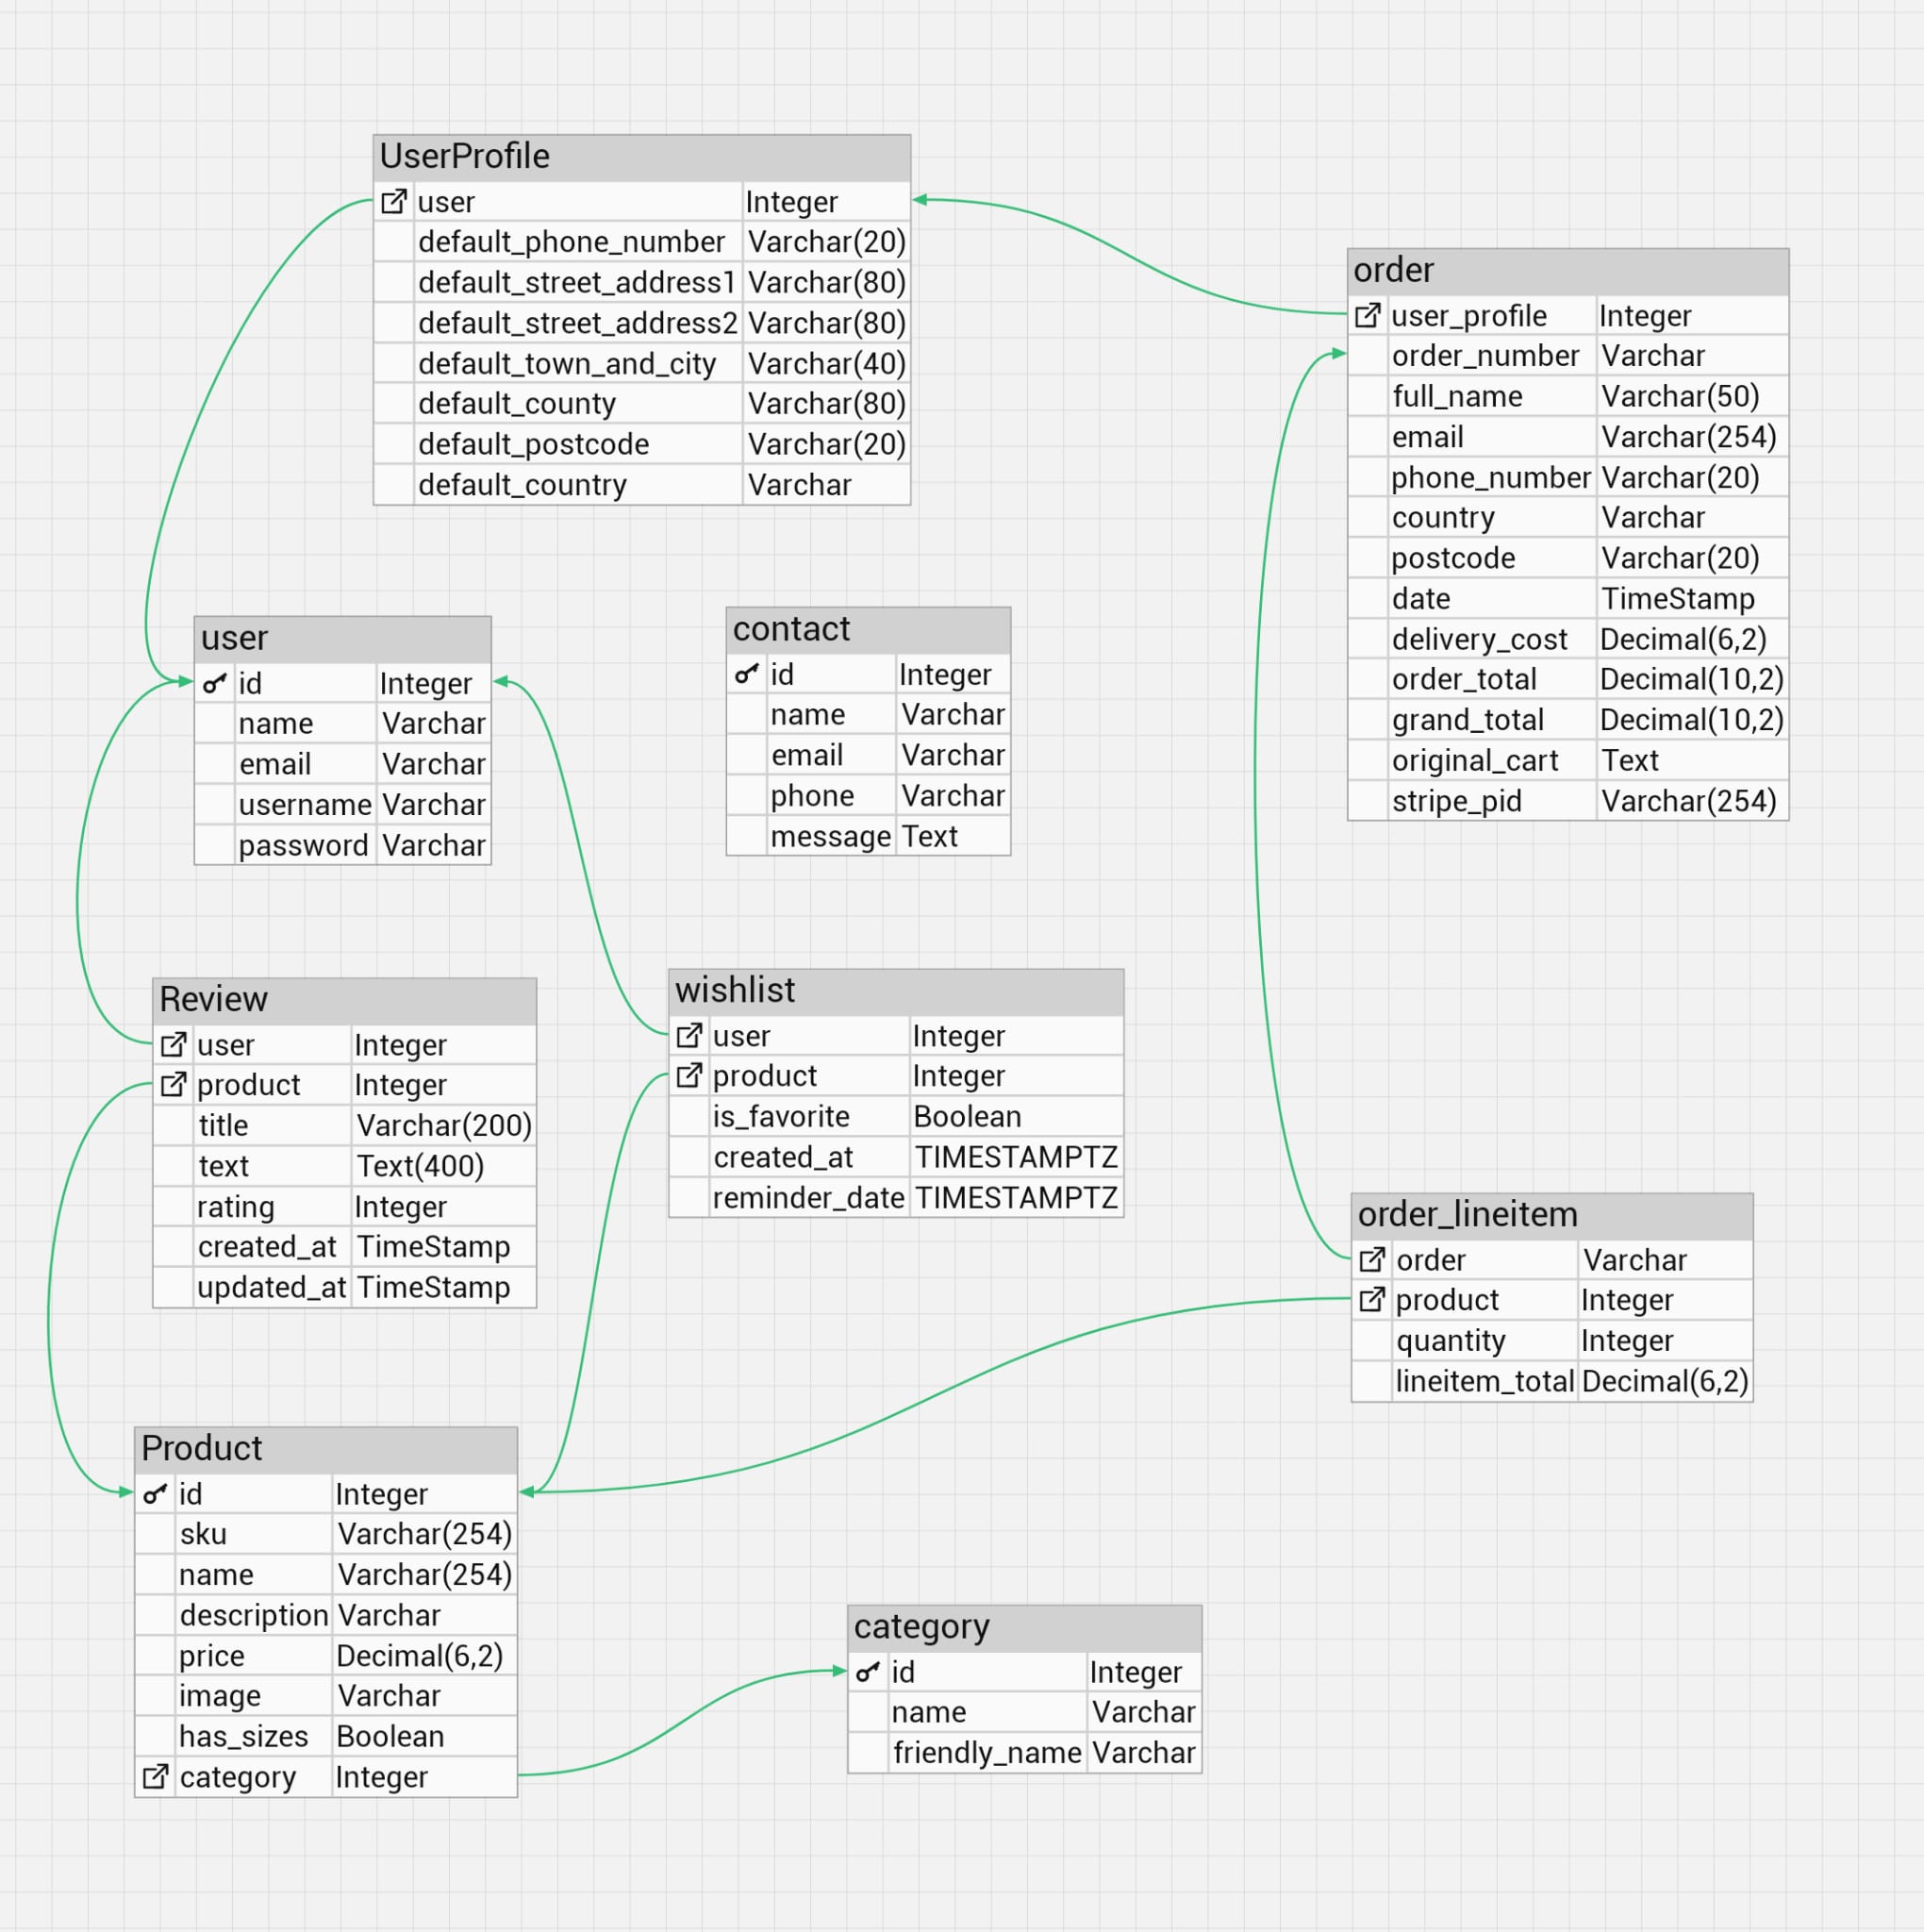 UserProfile
user Integer
default_phone_number Varchar(20)
default_street_address1 Varchar(80)
default_street_address2 Varchar(80)
default_town_and_city Varchar(40)
default_county Varchar(80)
default_postcode Varchar(20)
default_country Varchar
order
user_profile Integer
order_number Varchar
full_name Varchar(50)
email Varchar(254)
phone_number Varchar(20)
country Varchar
postcode Varchar(20)
date TimeStamp
delivery_cost Decimal(6,2)
order_total Decimal(10,2)
grand_total Decimal(10,2)
original_cart Text
stripe_pid Varchar(254)
user
id Integer
name Varchar
email Varchar
username Varchar
password Varchar
contact
id Integer
name Varchar
email Varchar
phone Varchar
message Text
Review
user Integer
product Integer
title Varchar(200)
text Text(400)
rating Integer
created_at TimeStamp
updated_at TimeStamp
wishlist
user Integer
product Integer
is_favorite Boolean
created_at TIMESTAMPTZ
reminder_date TIMESTAMPTZ
order_lineitem
order Varchar
product Integer
quantity Integer
lineitem_total Decimal(6,2)
Product
id Integer
sku Varchar(254)
name Varchar(254)
description Varchar
price Decimal(6,2)
image Varchar
has_sizes Boolean
category Integer
category
id Integer
name Varchar
friendly_name Varchar